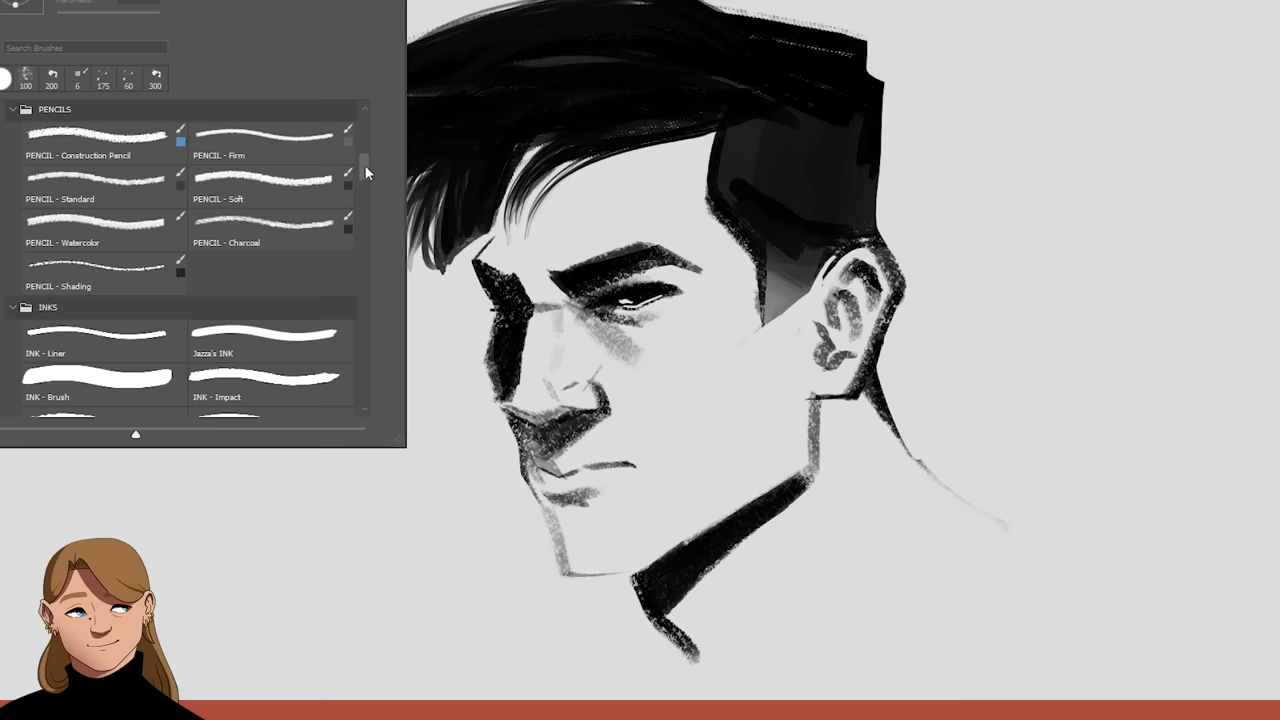 Hardness:
Search Brushes
100 200 6 175 60 300
PENCILS
PENCIL - Construction Pencil PENCIL - Firm
PENCIL - Standard PENCIL - Soft
PENCIL - Watercolor PENCIL - Charcoal
PENCIL - Shading
INKS
INK - Liner Jazza's INK
INK - Brush INK - Impact